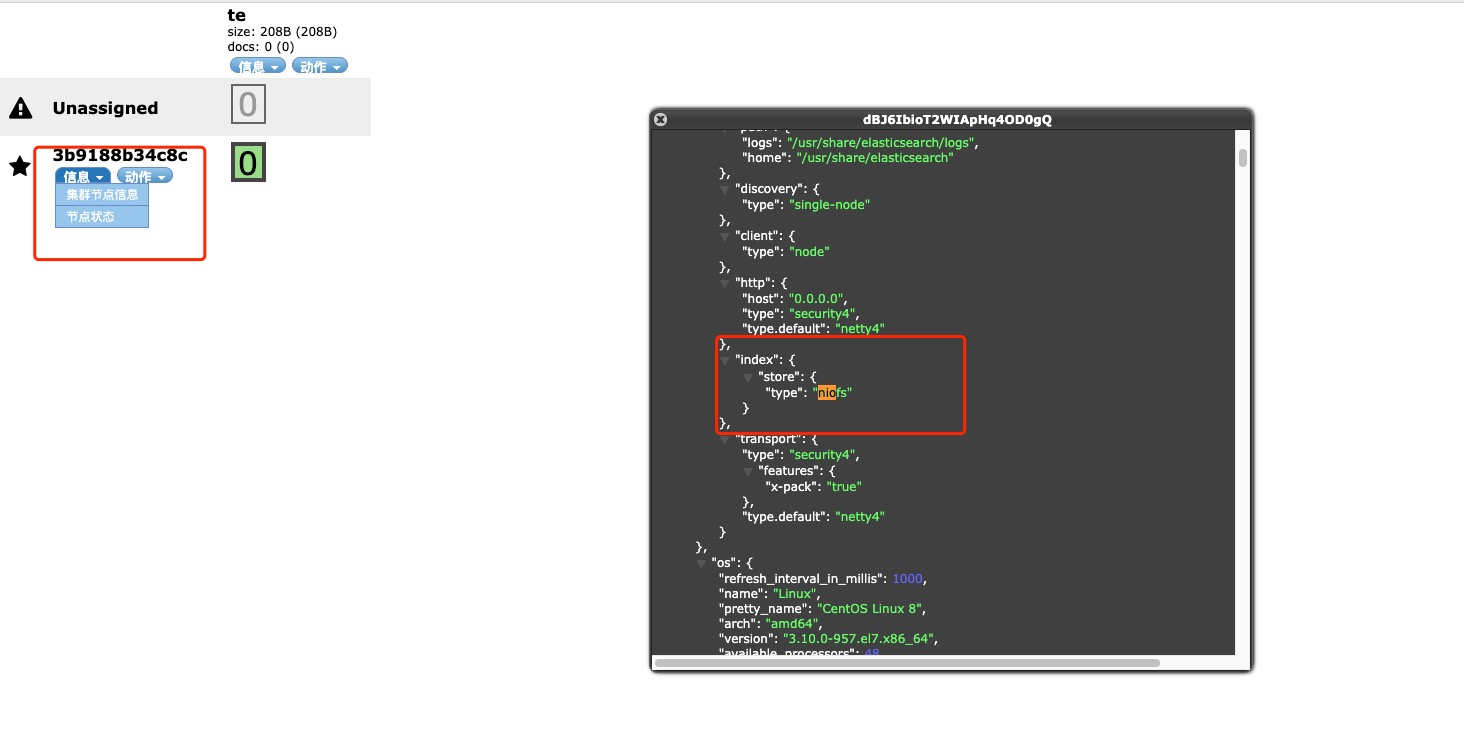 te
size: 208B (208B)
docs: 0 (0)
信息 动作
Unassigned 0
3b9188b34c8c 0
信息 动作
集群节点信息
节点状态
dBJ6IbioT2WIApHq4OD0gQ
"path": {
"logs": "/usr/share/elasticsearch/logs",
"home": "/usr/share/elasticsearch"
},
"discovery": {
"type": "single-node"
},
"client": {
"type": "node"
},
"http": {
"host": "0.0.0.0",
"type": "security4",
"type.default": "netty4"
},
"index": {
"store": {
"type": "niofs"
}
},
"transport": {
"type": "security4",
"features": {
"x-pack": "true"
},
"type.default": "netty4"
}
},
"os": {
"refresh_interval_in_millis": 1000,
"name": "Linux",
"pretty_name": "CentOS Linux 8",
"arch": "amd64",
"version": "3.10.0-957.el7.x86_64",
"available_processors": 48